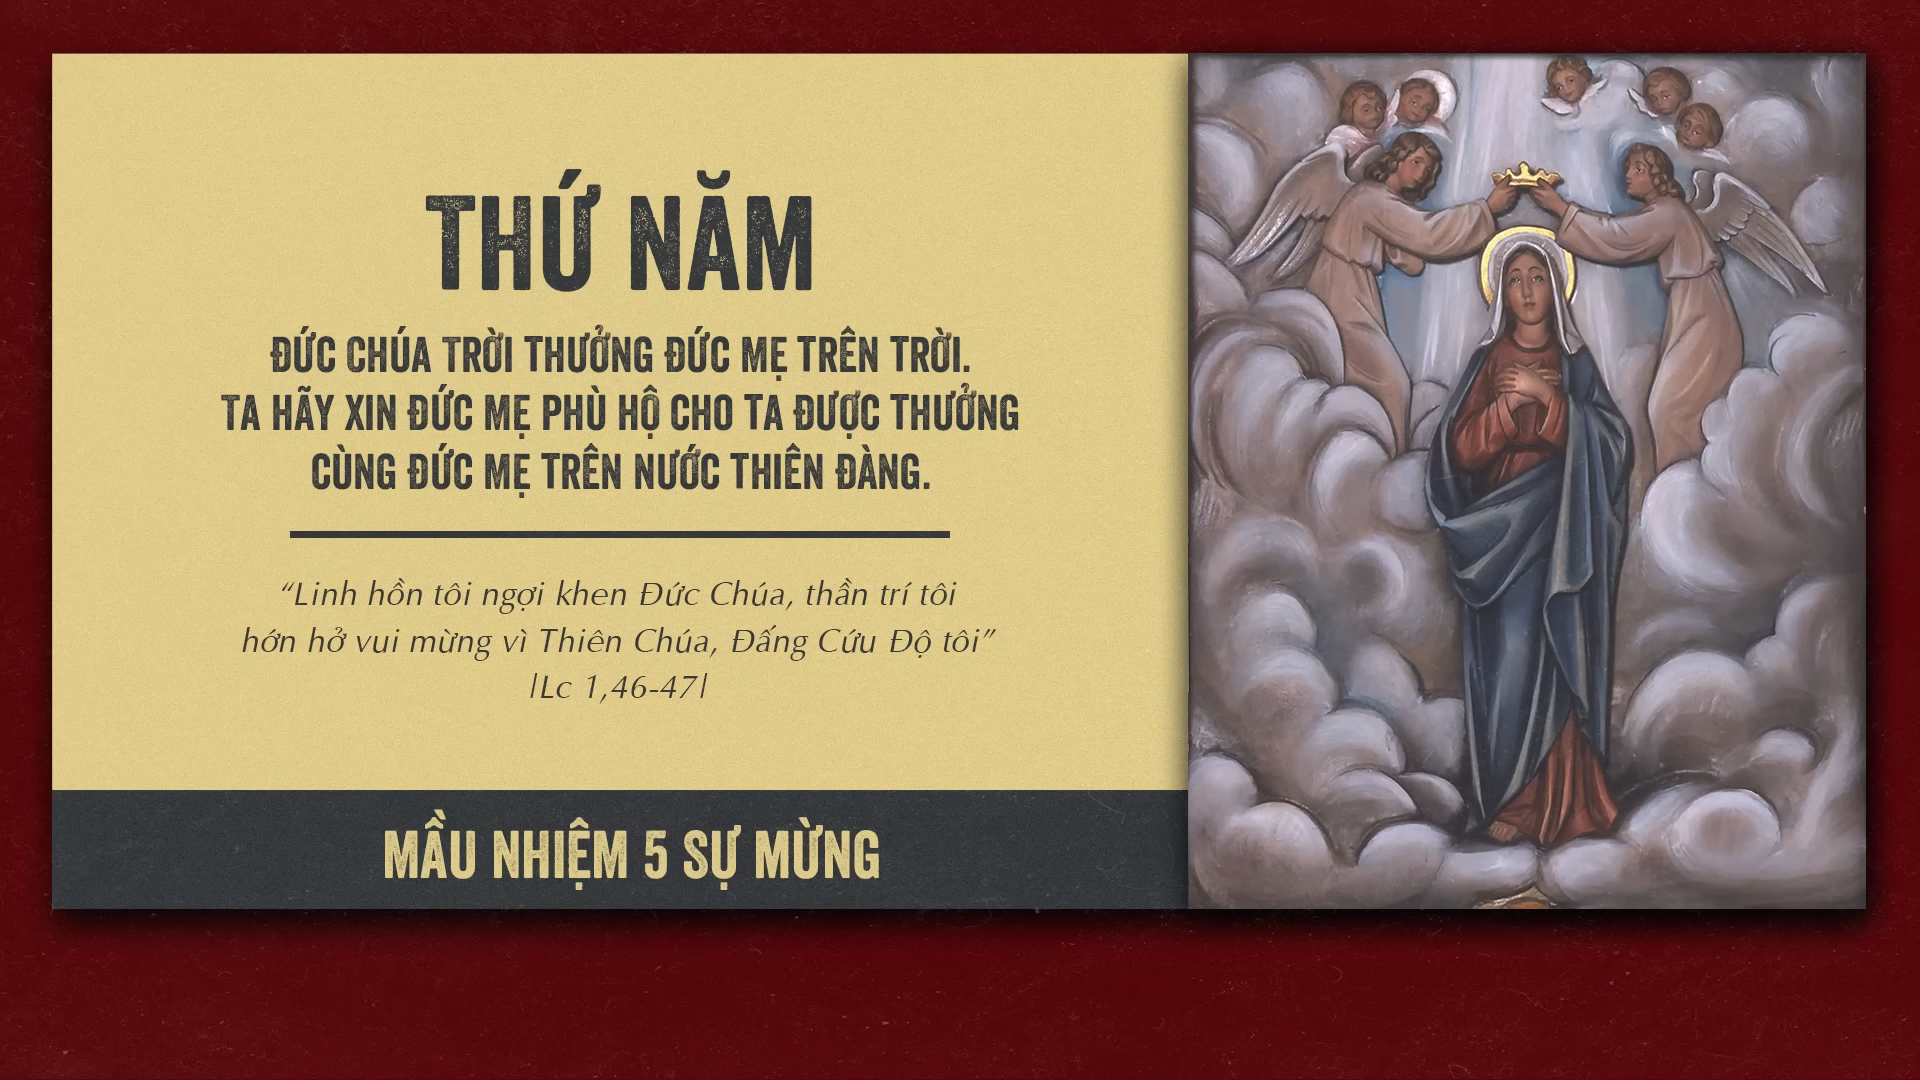 THỨ NĂM
ĐỨC CHÚA TRỜI THƯỞNG ĐỨC MẸ TRÊN TRỜI.
TA HÃY XIN ĐỨC MẸ PHÙ HỘ CHO TA ĐƯỢC THƯỞNG
CÙNG ĐỨC MẸ TRÊN NƯỚC THIÊN ĐÀNG.
“Linh hồn tôi ngợi khen Đức Chúa, thần trí tôi
hớn hở vui mừng vì Thiên Chúa, Đấng Cứu Độ tôi”
|Lc 1,46-47|
MẦU NHIỆM 5 SỰ MỪNG